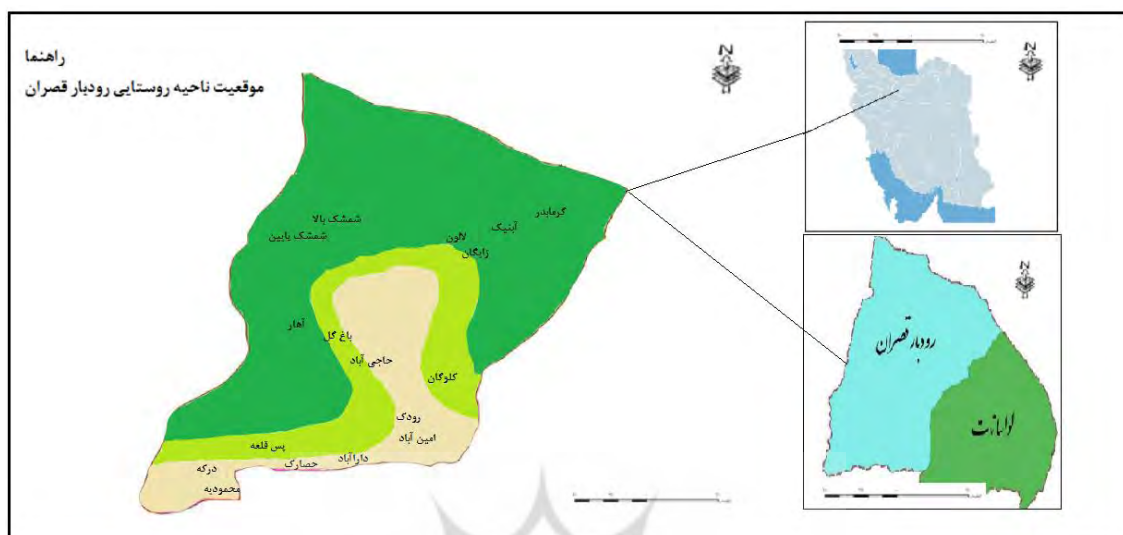 راهنما
موقعیت ناحیه روستایی رودبار قصران
N
N
N
شمشک بالا
شمشک پایین
گرمابدر
آبنیک
لالون
زایگان
آهار
باغ گل
حاجی آباد
کلوگان
رودک
امین آباد
پس قلعه
داراآباد
حصارک
درکه
محمودیه
رودبار قصران
لواسانات